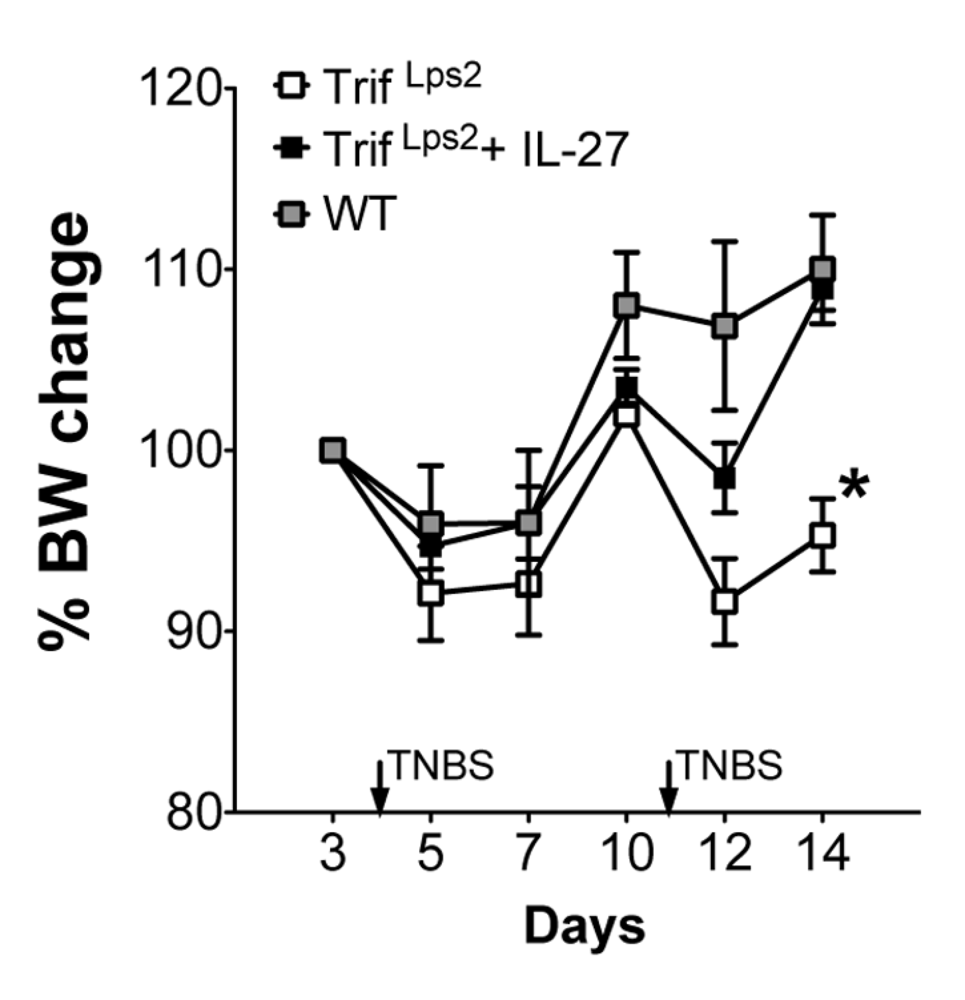 % BW change
120
110
100
90
80
Trif Lps2
Trif Lps2+ IL-27
WT
*
TNBS
TNBS
3 5 7 10 12 14
Days